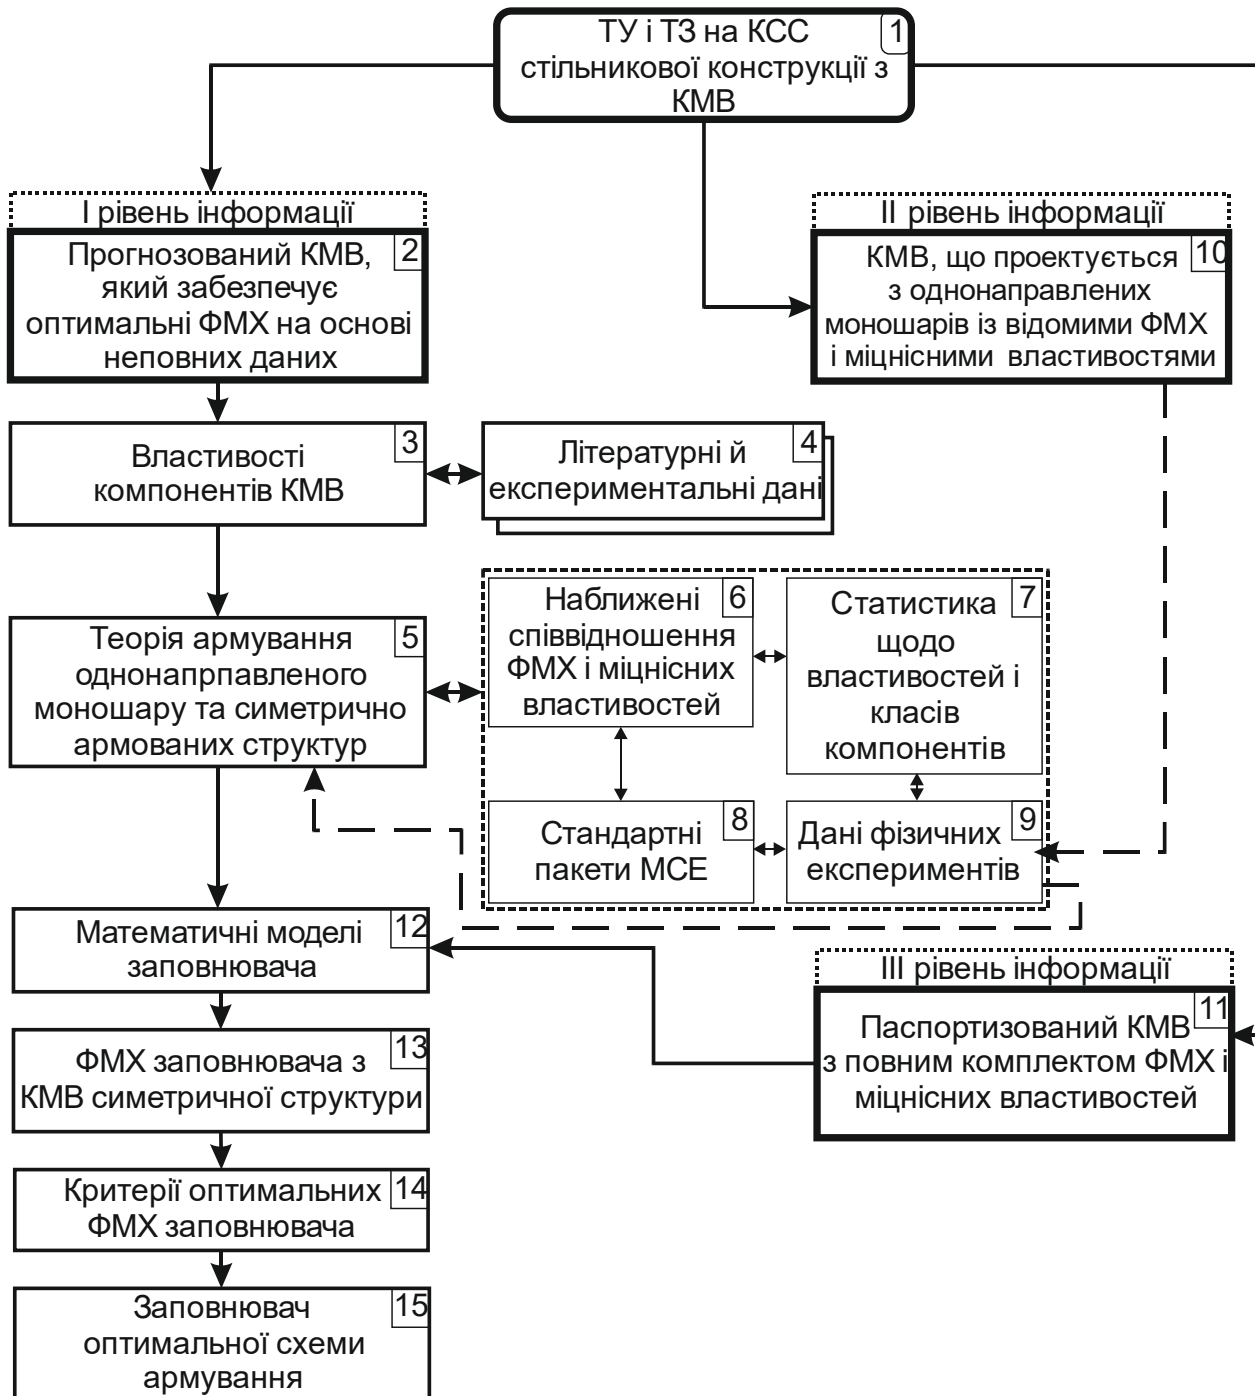 ТУ і ТЗ на КСС
стільникової конструкції з
КМВ
1
І рівень інформації
Прогнозований КМВ,
який забезпечує
оптимальні ФМХ на основі
неповних даних
2
ІІ рівень інформації
КМВ, що проектується
з однонаправлених
моношарів із відомими ФМХ
і міцнісними властивостями
10
Властивості
компонентів КМВ
3
Літературні й
експериментальні дані
4
Теорія армування
однонапрпавленого
моношару та симетрично
армованих структур
5
Наближені
співвідношення
ФМХ і міцнісних
властивостей
6
Статистика
щодо
властивостей і
класів
компонентів
7
Стандартні
пакети МСЕ
8
Дані фізичних
експериментів
9
Математичні моделі
заповнювача
12
ІІІ рівень інформації
Паспортизований КМВ
з повним комплектом ФМХ і
міцнісних властивостей
11
ФМХ заповнювача з
КМВ симетричної структури
13
Критерії оптимальних
ФМХ заповнювача
14
Заповнювач
оптимальної схеми
армування
15